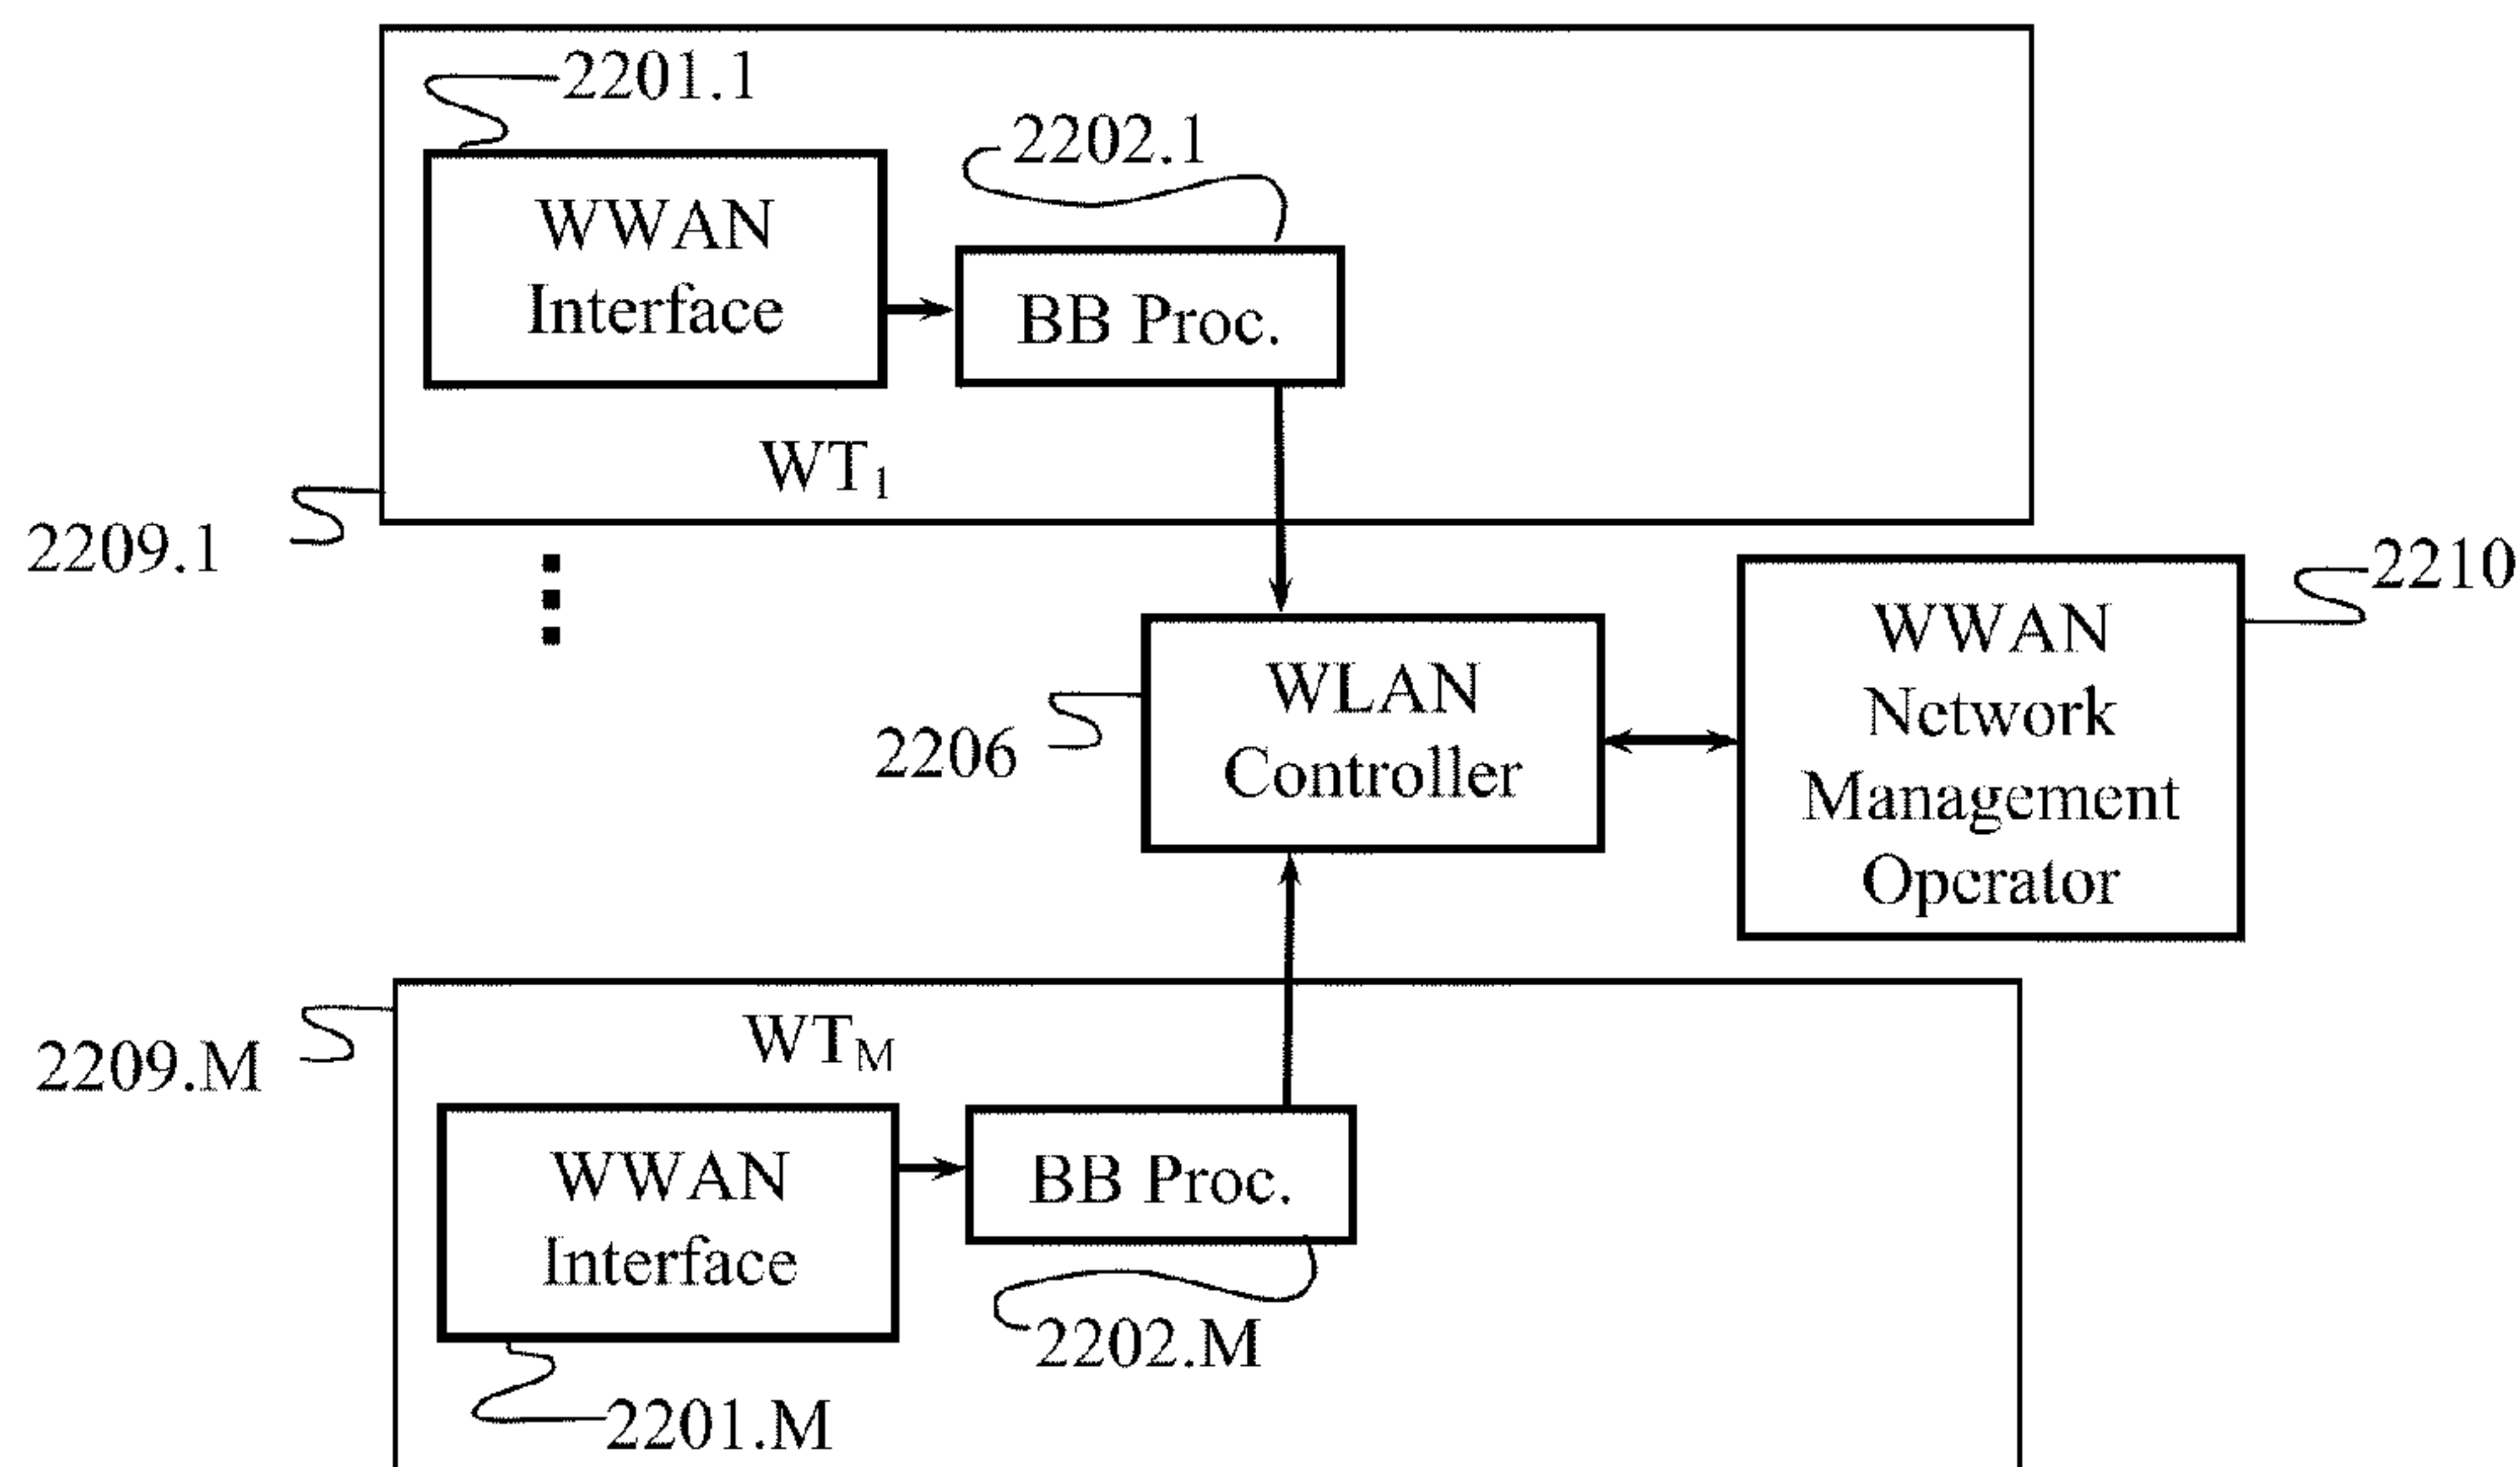 2201.1
2202.1
WWAN
Interface
BB Proc.
WT1
2209.1
2210
WWAN
Network
Management
Operator
WLAN
Controller
2206
WTM
2209.M
WWAN
Interface
BB Proc.
2202.M
2201.M